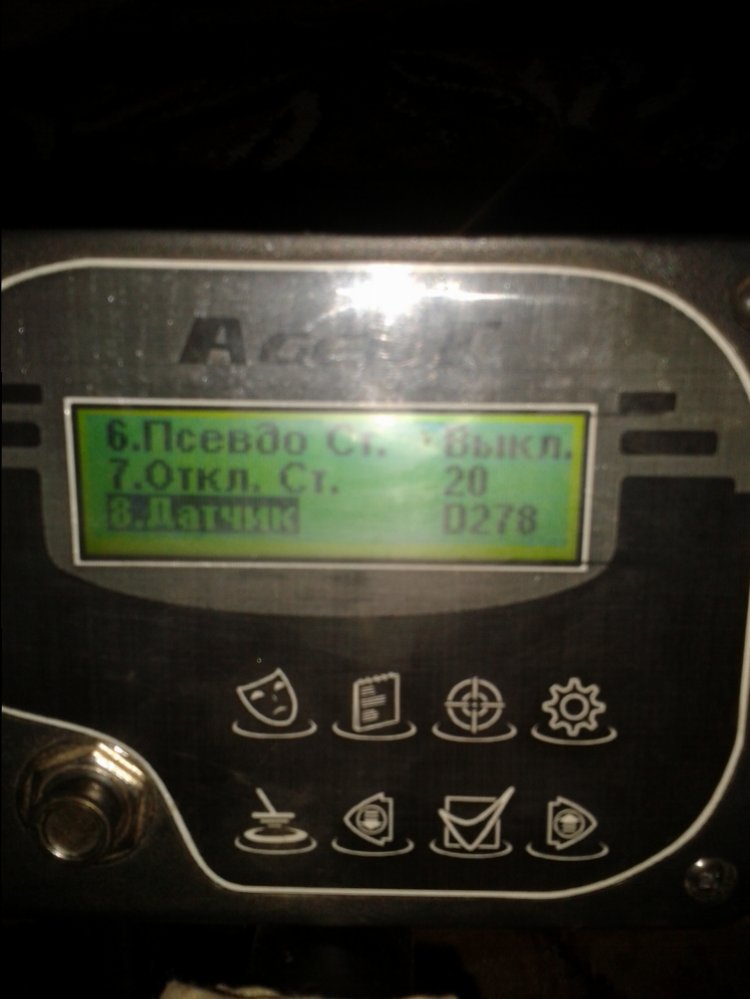 6.Псевдо Ст. Выкл.
7.Откл. Ст. 20
8.Датчик D278